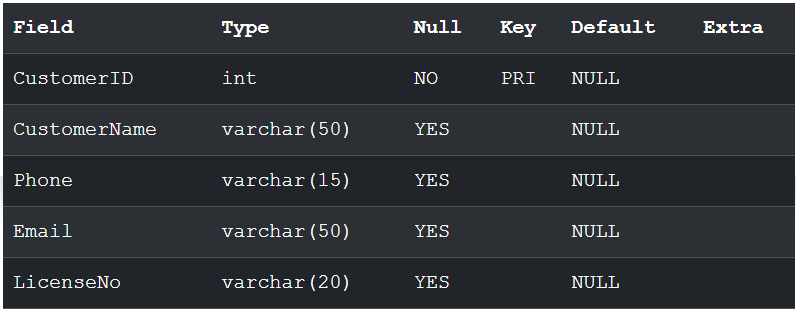 Field Type Null Key Default Extra
CustomerID int NO PRI NULL
CustomerName varchar(50) YES NULL
Phone varchar(15) YES NULL
Email varchar(50) YES NULL
LicenseNo varchar(20) YES NULL